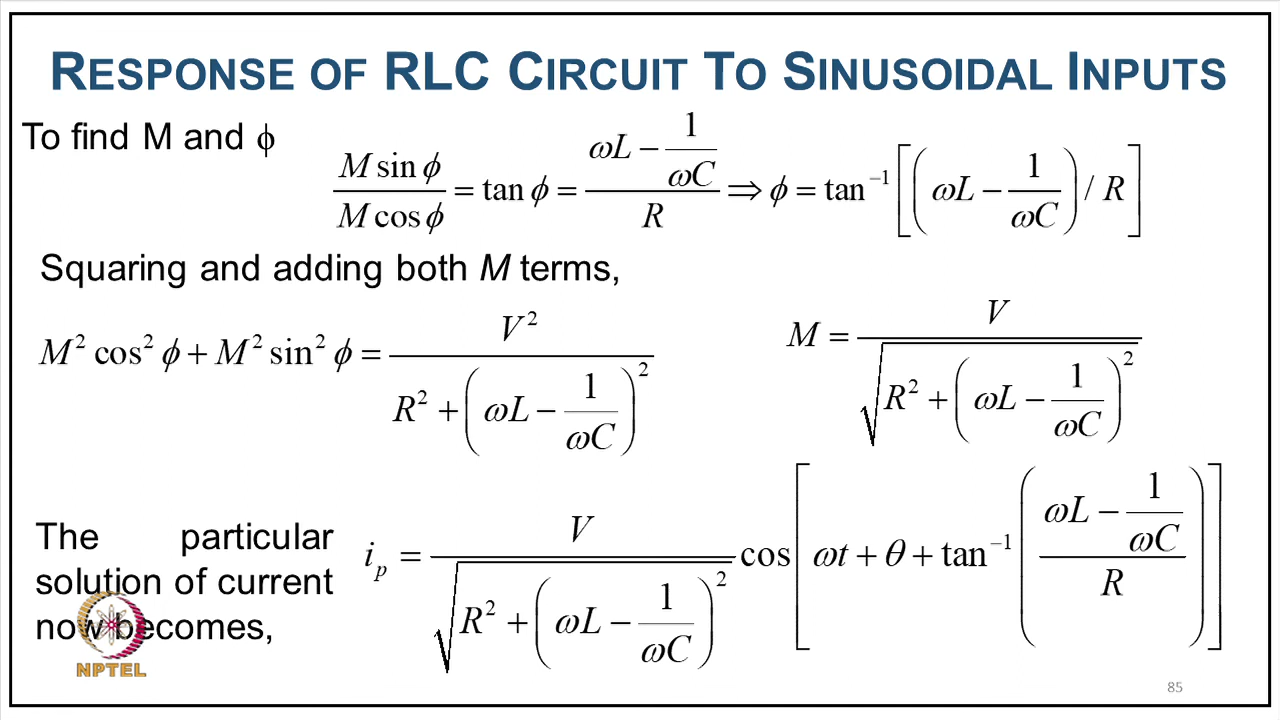 RESPONSE OF RLC CIRCUIT TO SINUSOIDAL INPUTS
To find M and ϕ
M sin ϕ / M cos ϕ = tan ϕ = (ωL − 1/ωC) / R ⇒ ϕ = tan⁻¹[(ωL − 1/ωC) / R]
Squaring and adding both M terms,
M² cos² ϕ + M² sin² ϕ = V² / (R² + (ωL − 1/ωC)²)
M = V / √(R² + (ωL − 1/ωC)²)
The particular
solution of current
now becomes,
i_p = V / √(R² + (ωL − 1/ωC)²) cos[ωt + θ + tan⁻¹((ωL − 1/ωC) / R)]
NPTEL
85